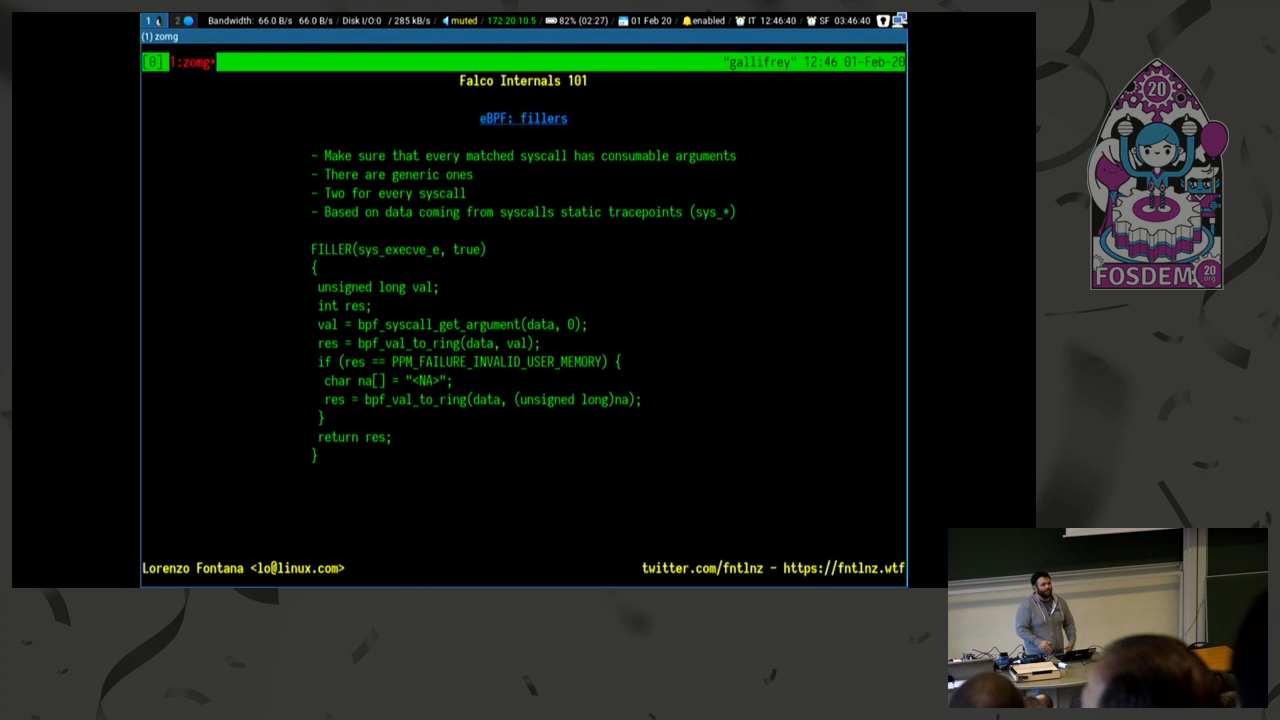 1 2 Bandwidth: 66.0 B/s 66.0 B/s / Disk I/O:0 / 285 kB/s / muted / 172.20.10.5 / 82% (02:27) / 01 Feb 20 / enabled / IT 12:46:40 / SF 03:46:40
(1) zomg
[0] 1:zomg* "gallifrey" 12:46 01-Feb-20
Falco Internals 101
eBPF: fillers
- Make sure that every matched syscall has consumable arguments
- There are generic ones
- Two for every syscall
- Based on data coming from syscalls static tracepoints (sys_*)
FILLER(sys_execve_e, true)
{
unsigned long val;
int res;
val = bpf_syscall_get_argument(data, 0);
res = bpf_val_to_ring(data, val);
if (res == PPM_FAILURE_INVALID_USER_MEMORY) {
char na[] = "<NA>";
res = bpf_val_to_ring(data, (unsigned long)na);
}
return res;
}
Lorenzo Fontana <lo@linux.com> twitter.com/fntlnz - https://fntlnz.wtf
20
FOSDEM 20
.org